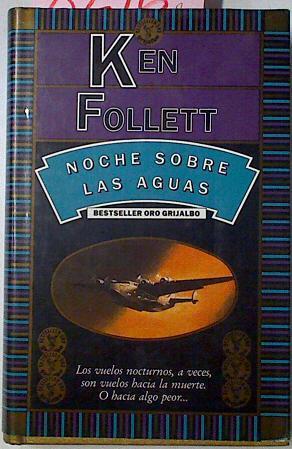 KEN
FOLLETT
NOCHE SOBRE
LAS AGUAS
BESTSELLER ORO GRIJALBO
Los vuelos nocturnos, a veces,
son vuelos hacia la muerte.
O hacia algo peor...